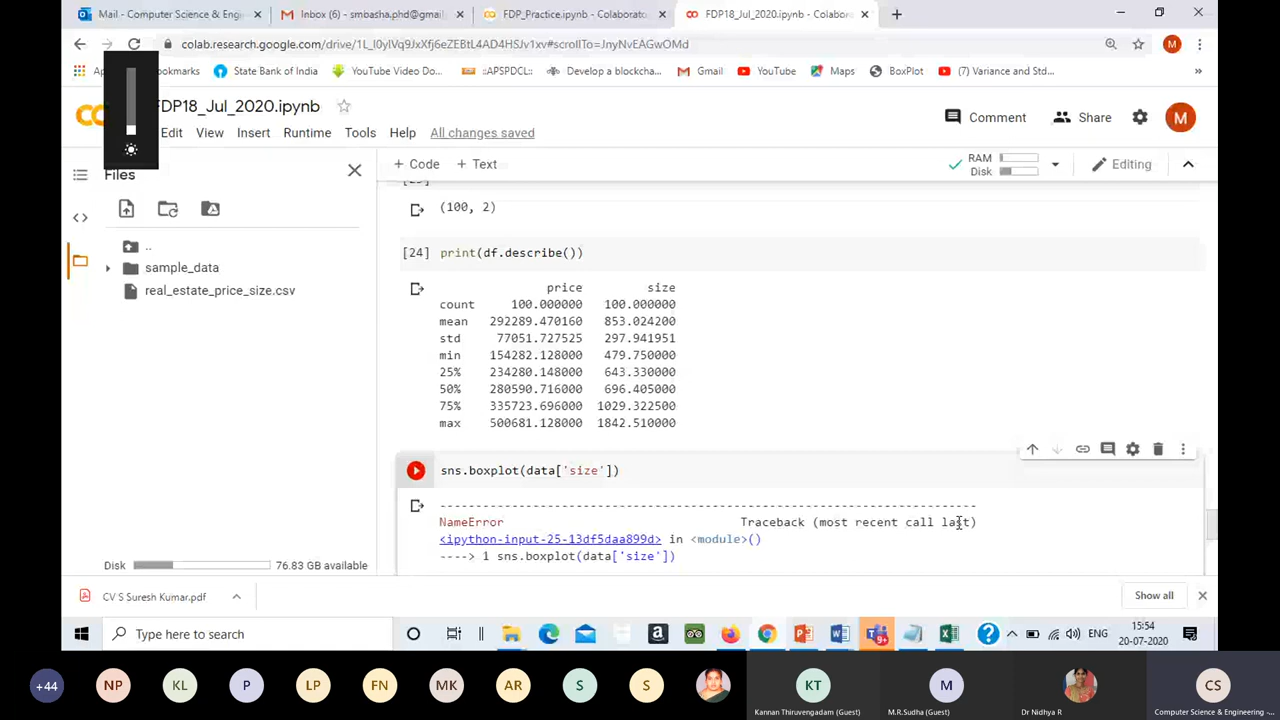 Mail - Computer Science & Engi
Inbox (6) - smbasha.phd@gmail
FDP_Practice.ipynb - Colaborato
FDP18_Jul_2020.ipynb - Colabora
colab.research.google.com/drive/1L_I0yIVq9JxXfj6eZEBtL4AD4HSJv1xv#scrollTo=JnyNvEAGwOMd
Ap
okmarks
State Bank of India
YouTube Video Do...
::APSPDCL::
Develop a blockcha...
Gmail
YouTube
Maps
BoxPlot
(7) Variance and Std...
»
FDP18_Jul_2020.ipynb
Edit View Insert Runtime Tools Help All changes saved
Comment
Share
M
Files
+ Code + Text
RAM
Disk
Editing
..
sample_data
real_estate_price_size.csv
(100, 2)
[24] print(df.describe())
price size
count 100.000000 100.000000
mean 292289.470160 853.024200
std 77051.727525 297.941951
min 154282.128000 479.750000
25% 234280.148000 643.330000
50% 280590.716000 696.405000
75% 335723.696000 1029.322500
max 500681.128000 1842.510000
sns.boxplot(data['size'])
---------------------------------------------------------------------------
NameError Traceback (most recent call last)
<ipython-input-25-13df5daa899d> in <module>()
----> 1 sns.boxplot(data['size'])
Disk 76.83 GB available
CV S Suresh Kumar.pdf
Show all
Type here to search
ENG
15:54
20-07-2020
+44 NP KL P LP FN MK AR S S KT M CS
Kannan Thiruvengadam (Guest)
M.R.Sudha (Guest)
Dr Nidhya R
Computer Science & Engineering -...